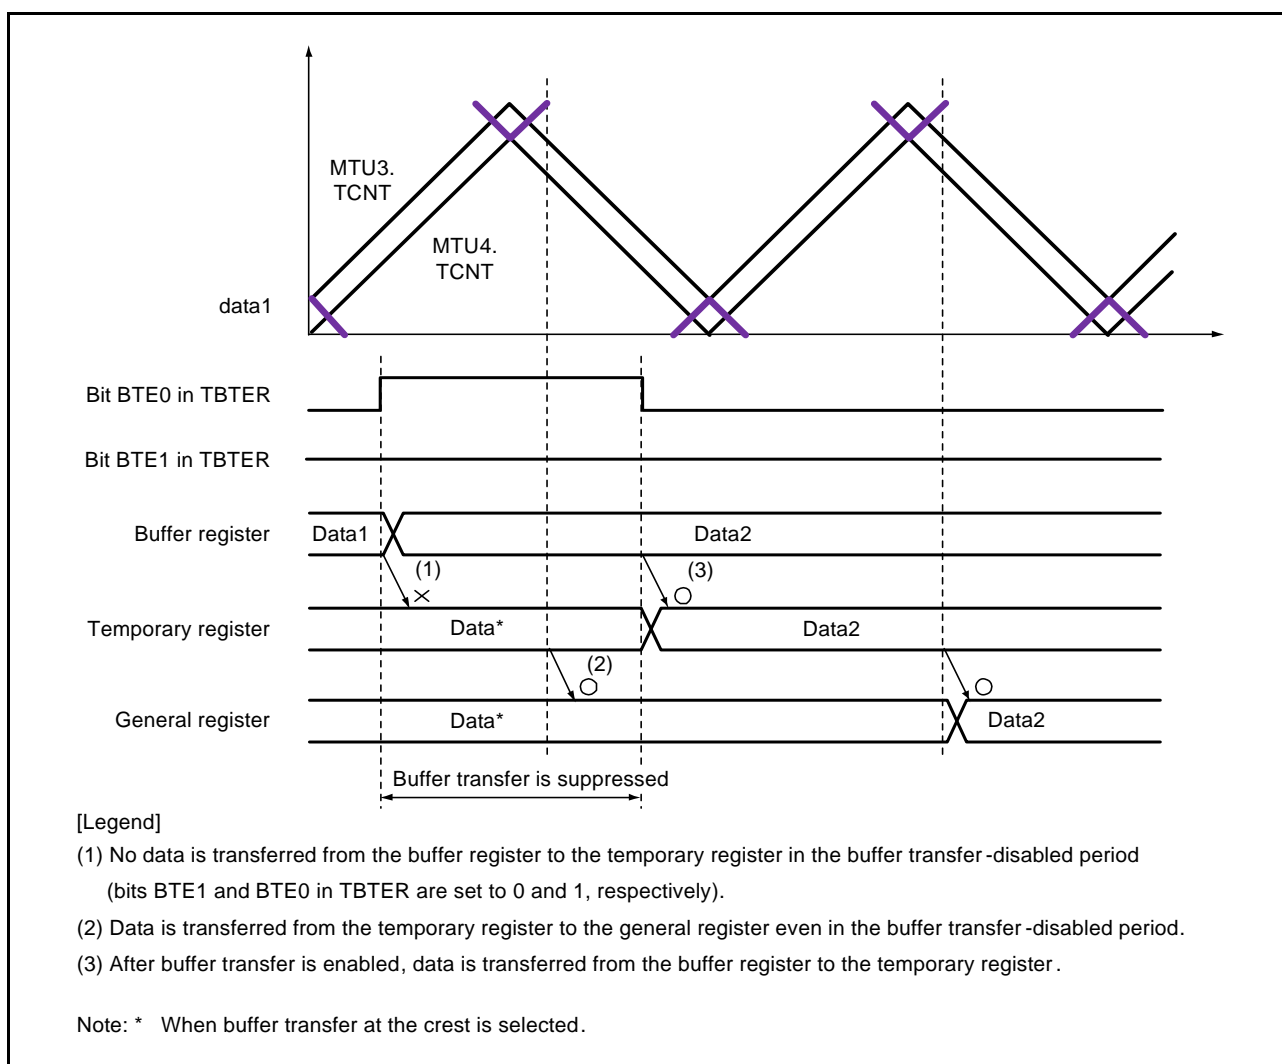 MTU3.
TCNT
MTU4.
TCNT
data1
Bit BTE0 in TBTER
Bit BTE1 in TBTER
Buffer register
Data1
Data2
(1)
(3)
Temporary register
Data*
Data2
(2)
General register
Data*
Data2
Buffer transfer is suppressed
[Legend]
(1) No data is transferred from the buffer register to the temporary register in the buffer transfer-disabled period
(bits BTE1 and BTE0 in TBTER are set to 0 and 1, respectively).
(2) Data is transferred from the temporary register to the general register even in the buffer transfer-disabled period.
(3) After buffer transfer is enabled, data is transferred from the buffer register to the temporary register.
Note: * When buffer transfer at the crest is selected.